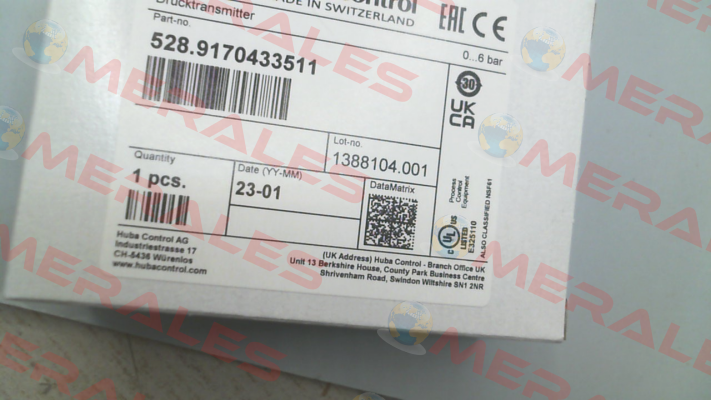 Control
Drucktransmitter
MADE IN SWITZERLAND
EAC CE
Part-no.
0...6 bar
528.9170433511
30
UK
CA
Lot-no.
1388104.001
Quantity
1 pcs.
Date (YY-MM)
23-01
DataMatrix
Process
Control
Equipment
C UL US
LISTED
E325110
ALSO CLASSIFIED NSF61
Huba Control AG
Industriestrasse 17
CH-5436 Würenlos
www.hubacontrol.com
(UK Address) Huba Control - Branch Office UK
Unit 13 Berkshire House, County Park Business Centre
Shrivenham Road, Swindon Wiltshire SN1 2NR
MERALES